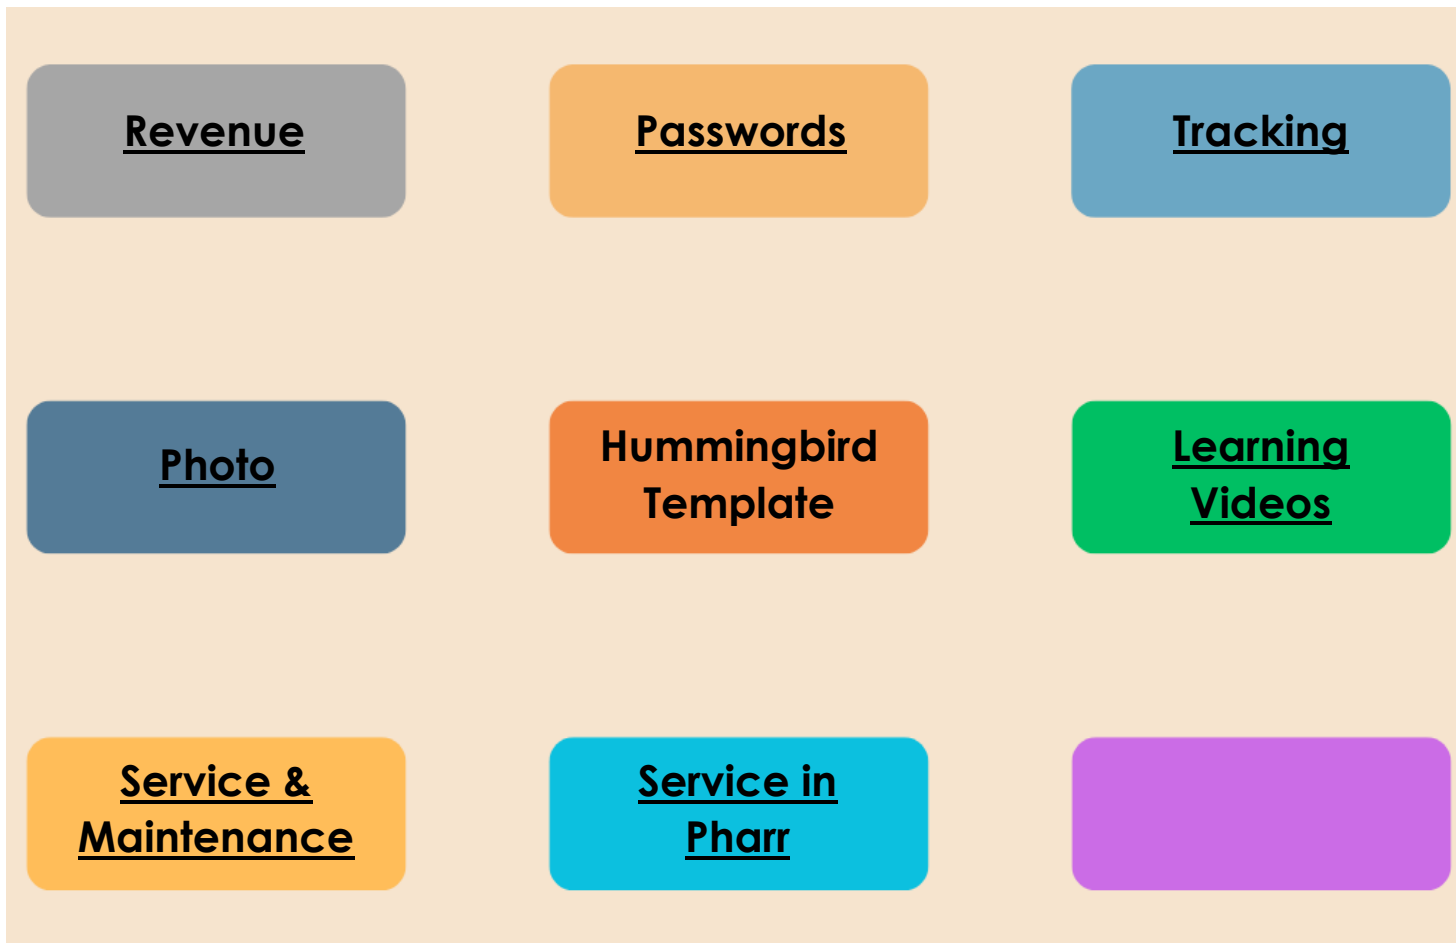 Revenue
Passwords
Tracking
Photo
Hummingbird
Template
Learning
Videos
Service &
Maintenance
Service in
Pharr